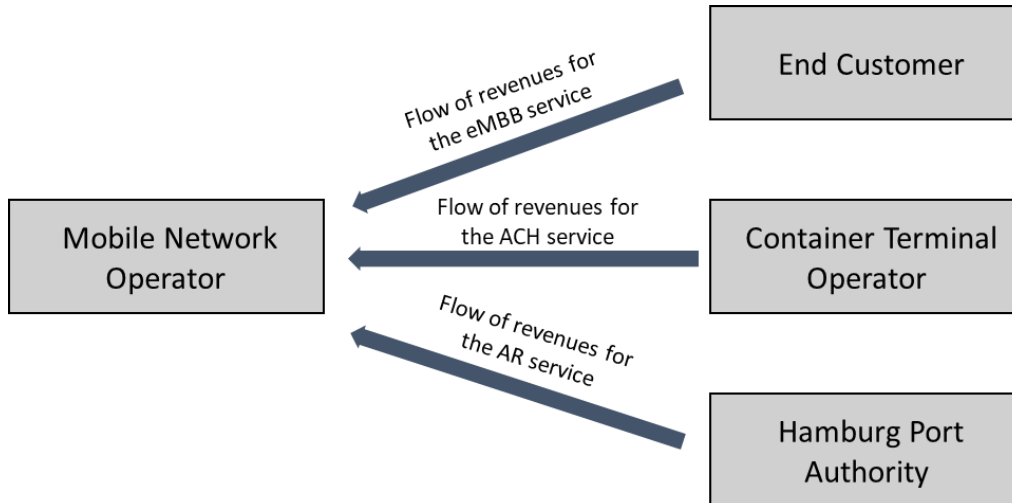 End Customer
Flow of revenues for
the eMBB service
Mobile Network
Operator
Flow of revenues for
the ACH service
Container Terminal
Operator
Flow of revenues for
the AR service
Hamburg Port
Authority